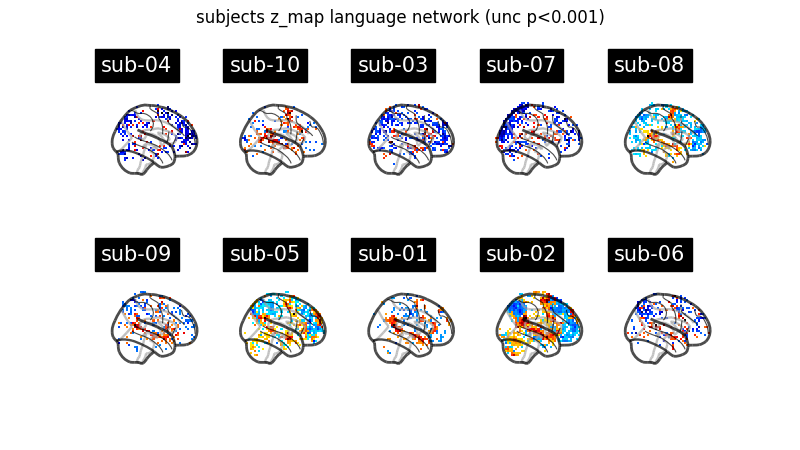 subjects z_map language network (unc p<0.001)
sub-04 sub-10 sub-03 sub-07 sub-08
sub-09 sub-05 sub-01 sub-02 sub-06